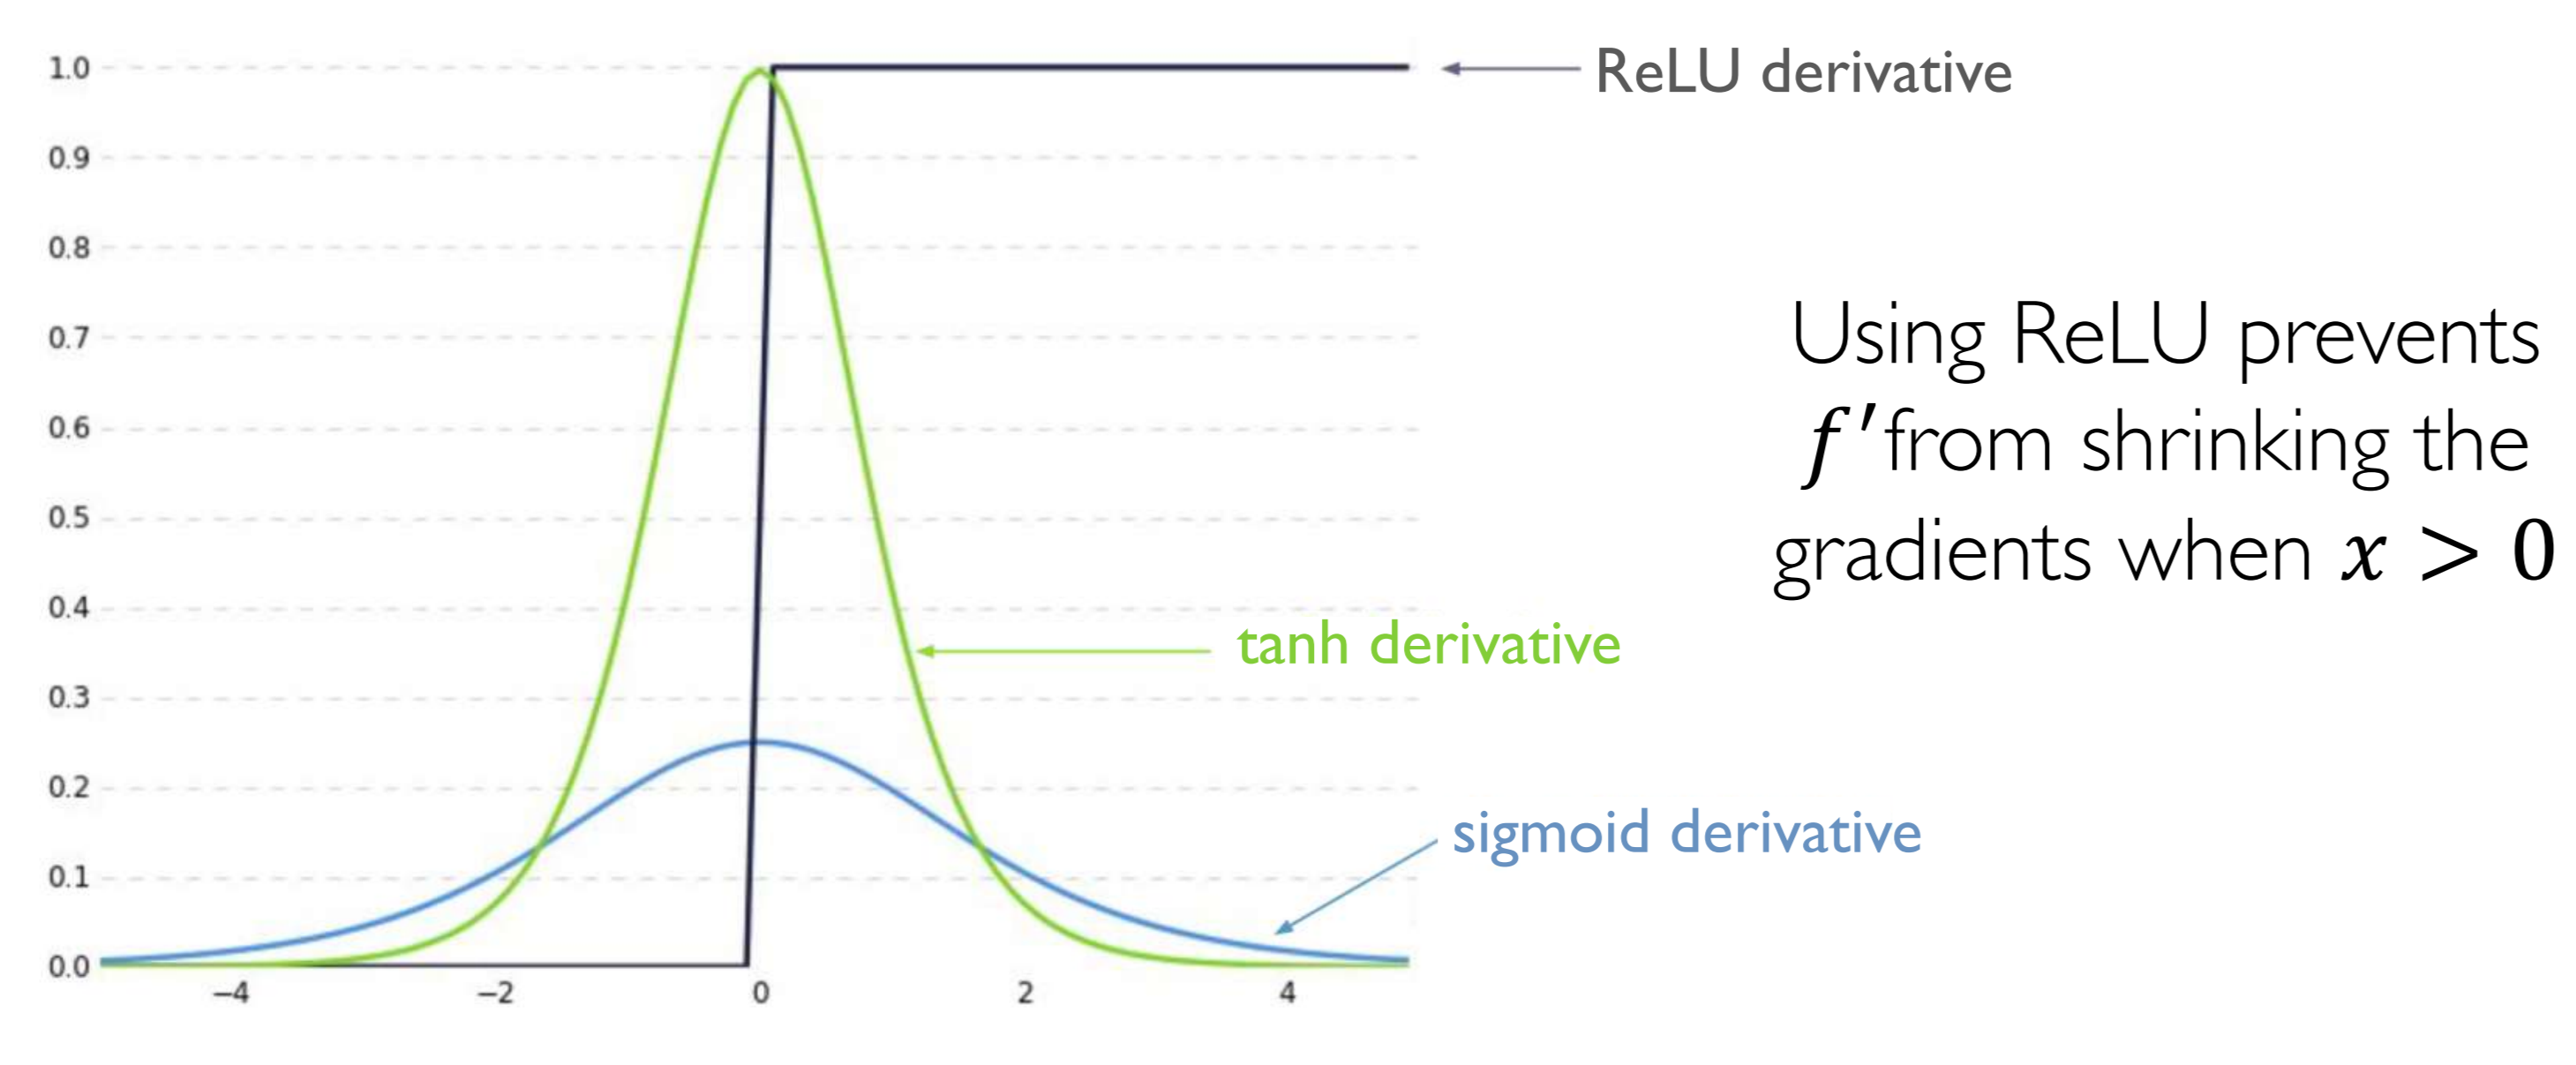 1.0
0.9
0.8
0.7
0.6
0.5
0.4
0.3
0.2
0.1
0.0
−4 −2 0 2 4
ReLU derivative
tanh derivative
sigmoid derivative
Using ReLU prevents
f′ from shrinking the
gradients when x > 0